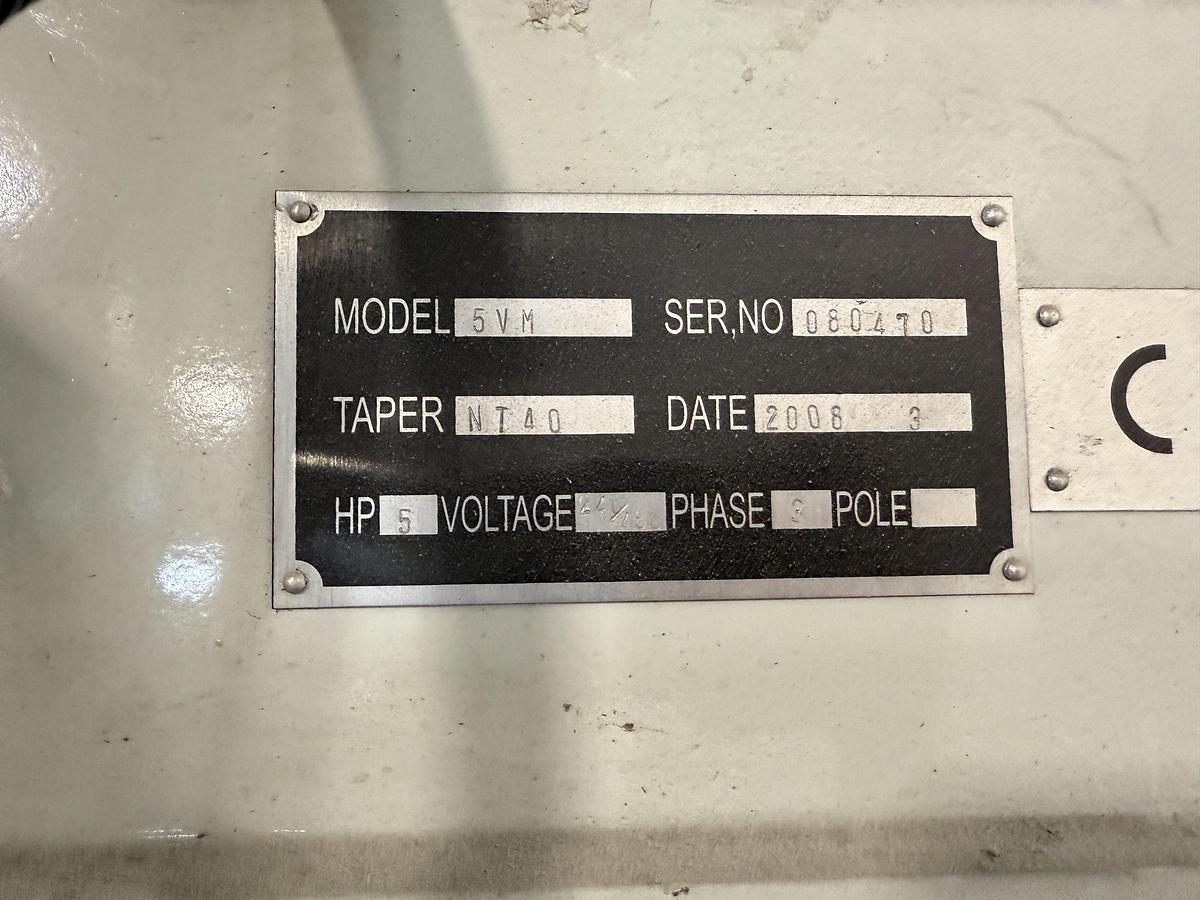 MODEL 5VM SER,NO 080470
TAPER NT40 DATE 2008 3
HP 5 VOLTAGE PHASE 3 POLE
C